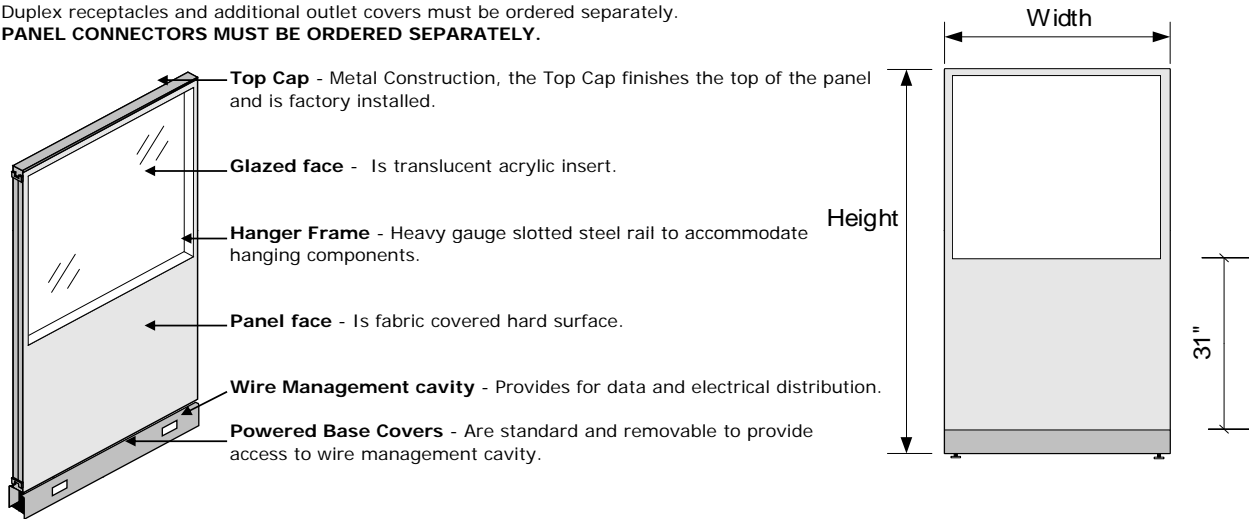 Duplex receptacles and additional outlet covers must be ordered separately.
PANEL CONNECTORS MUST BE ORDERED SEPARATELY.
Top Cap - Metal Construction, the Top Cap finishes the top of the panel
and is factory installed.
Glazed face - Is translucent acrylic insert.
Hanger Frame - Heavy gauge slotted steel rail to accommodate
hanging components.
Panel face - Is fabric covered hard surface.
Wire Management cavity - Provides for data and electrical distribution.
Powered Base Covers - Are standard and removable to provide
access to wire management cavity.
Width
Height
31"